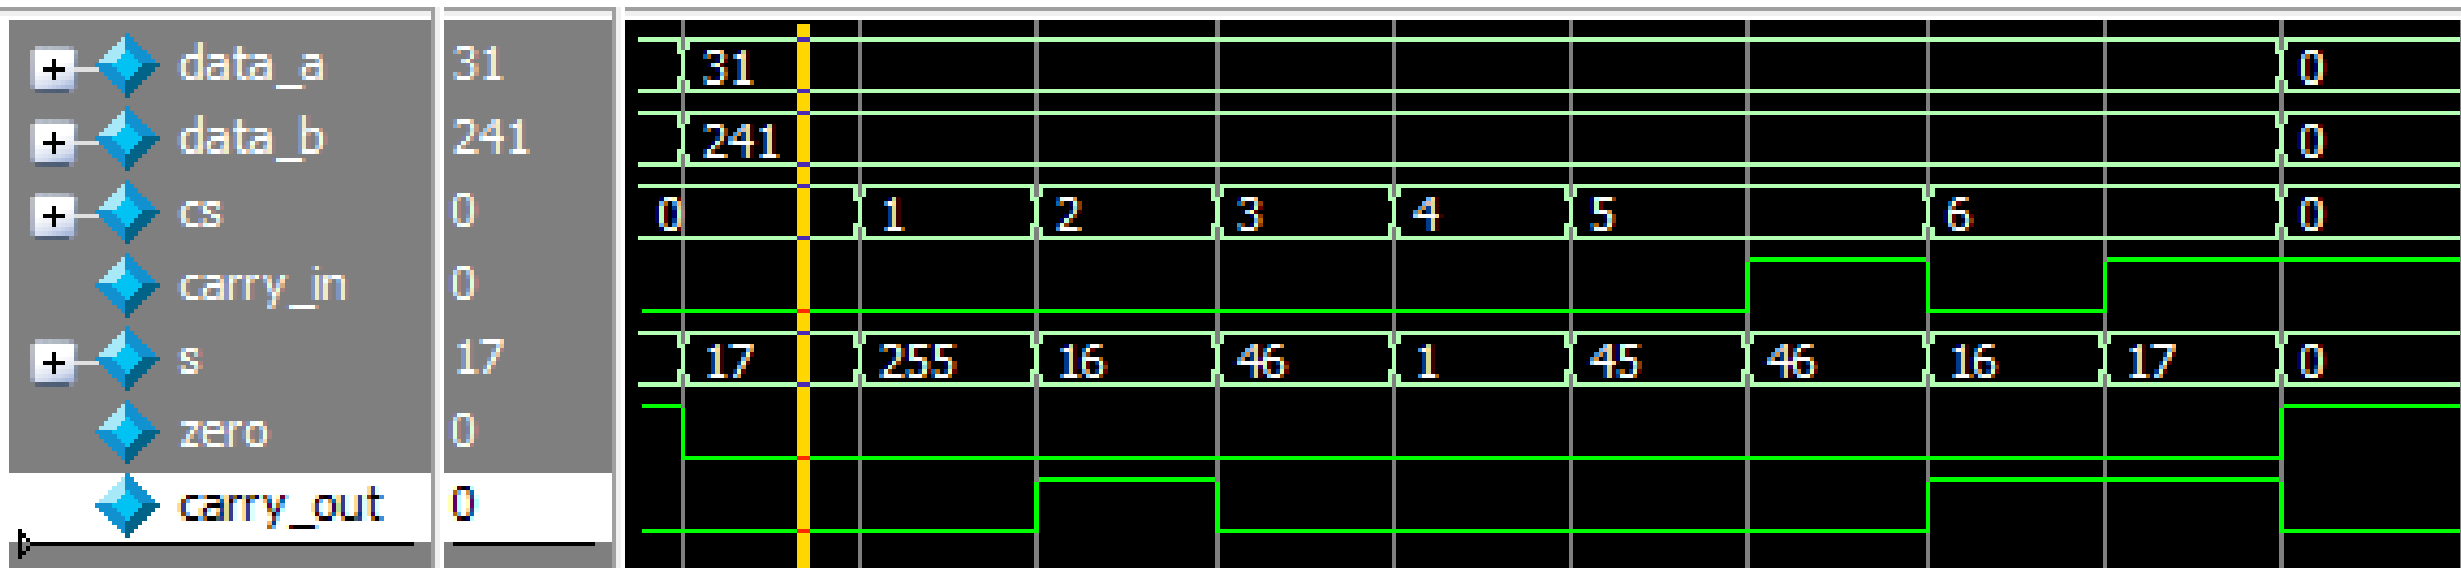 data_a 31 31 0
data_b 241 241 0
cs 0 0 1 2 3 4 5 6 0
carry_in 0
s 17 17 255 16 46 1 45 46 16 17 0
zero 0
carry_out 0